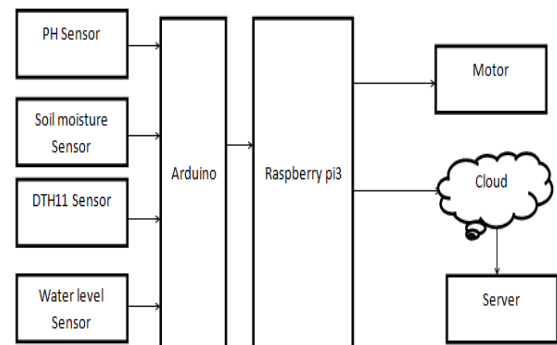 PH Sensor
Soil moisture
Sensor
DTH11 Sensor
Water level
Sensor
Arduino
Raspberry pi3
Motor
Cloud
Server